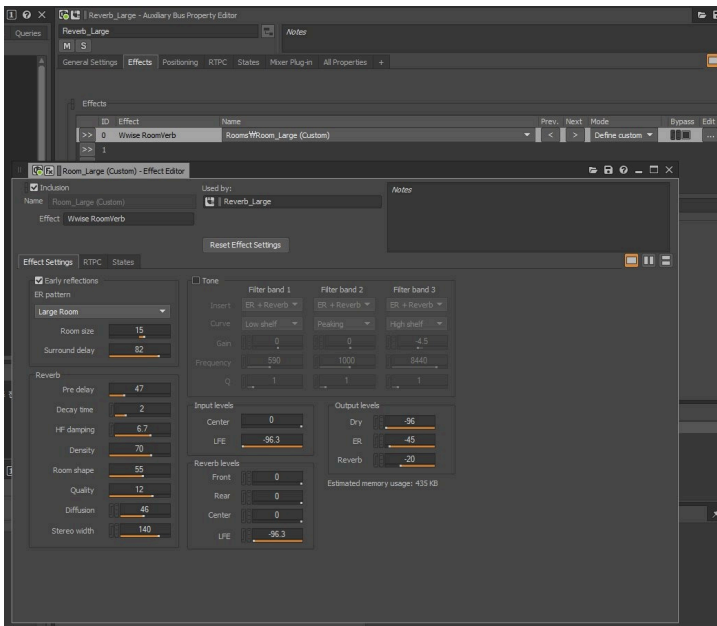 Reverb_Large - Auxiliary Bus Property Editor
Queries
Reverb_Large
Notes
M S
General Settings Effects Positioning RTPC States Mixer Plug-in All Properties +
Effects
ID Effect Name Prev. Next Mode Bypass Edit
>> 0 Wwise RoomVerb Rooms₩Room_Large (Custom) < > Define custom ...
>> 1
Room_Large (Custom) - Effect Editor
Inclusion Used by: Notes
Name Room_Large (Custom) Reverb_Large
Effect Wwise RoomVerb
Reset Effect Settings
Effect Settings RTPC States
Early reflections Tone
ER pattern Filter band 1 Filter band 2 Filter band 3
Large Room Insert ER + Reverb ER + Reverb ER + Reverb
Room size 15 Curve Low shelf Peaking High shelf
Surround delay 82 Gain 0 0 -4.5
Frequency 590 1000 8440
Reverb Q 1 1 1
Pre delay 47
Decay time 2 Input levels Output levels
HF damping 6.7 Center 0 Dry -96
Density 70 LFE -96.3 ER -45
Room shape 55 Reverb levels Reverb -20
Quality 12 Front 0 Estimated memory usage: 435 KB
Diffusion 46 Rear 0
Stereo width 140 Center 0
LFE -96.3